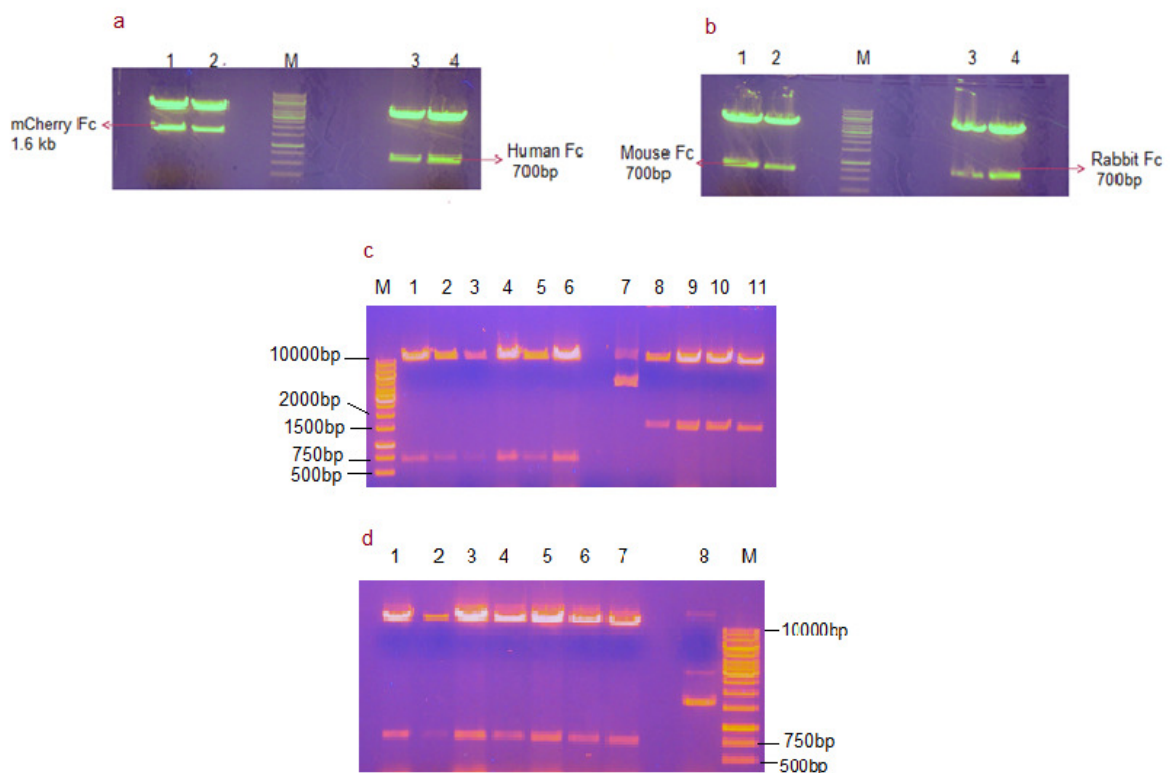 a
1 2 M 3 4
mCherry IFc
1.6 kb
Human Fc
700bp
b
1 2 M 3 4
Mouse Fc
700bp
Rabbit Fc
700bp
c
M 1 2 3 4 5 6 7 8 9 10 11
10000bp
2000bp
1500bp
750bp
500bp
d
1 2 3 4 5 6 7 8 M
10000bp
750bp
500bp